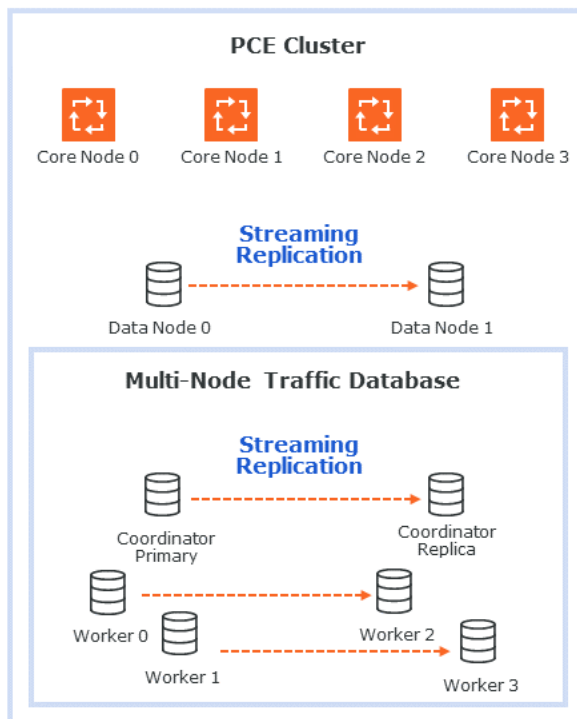 PCE Cluster
Core Node 0
Core Node 1
Core Node 2
Core Node 3
Streaming
Replication
Data Node 0
Data Node 1
Multi-Node Traffic Database
Streaming
Replication
Coordinator
Primary
Coordinator
Replica
Worker 0
Worker 2
Worker 1
Worker 3